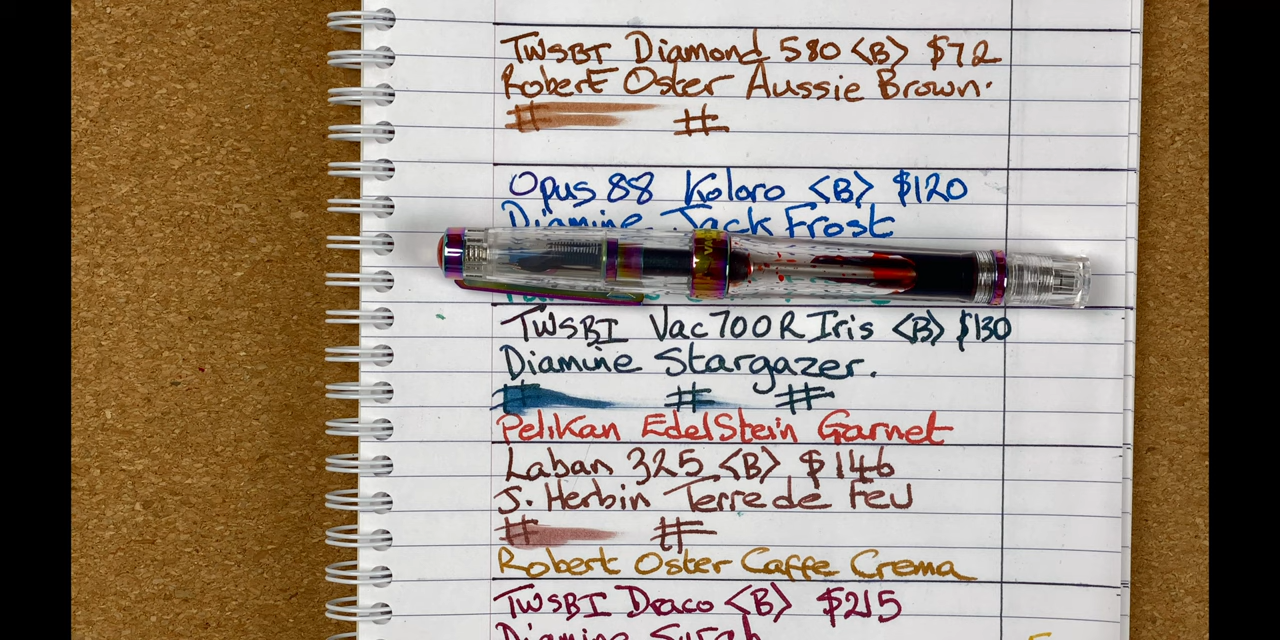 TWSBI Diamond 580 <B> $72
Robert Oster Aussie Brown.
# #
Opus 88 Koloro <B> $120
Diamine Jack Frost
TWSBI Vac700R Iris <B> $130
Diamine Stargazer.
# # #
Pelikan EdelStein Garnet
Laban 325 <B> $146
J. Herbin Terre de Feu
# #
Robert Oster Caffe Crema
TWSBI Draco <B> $215
Diamine Syrah